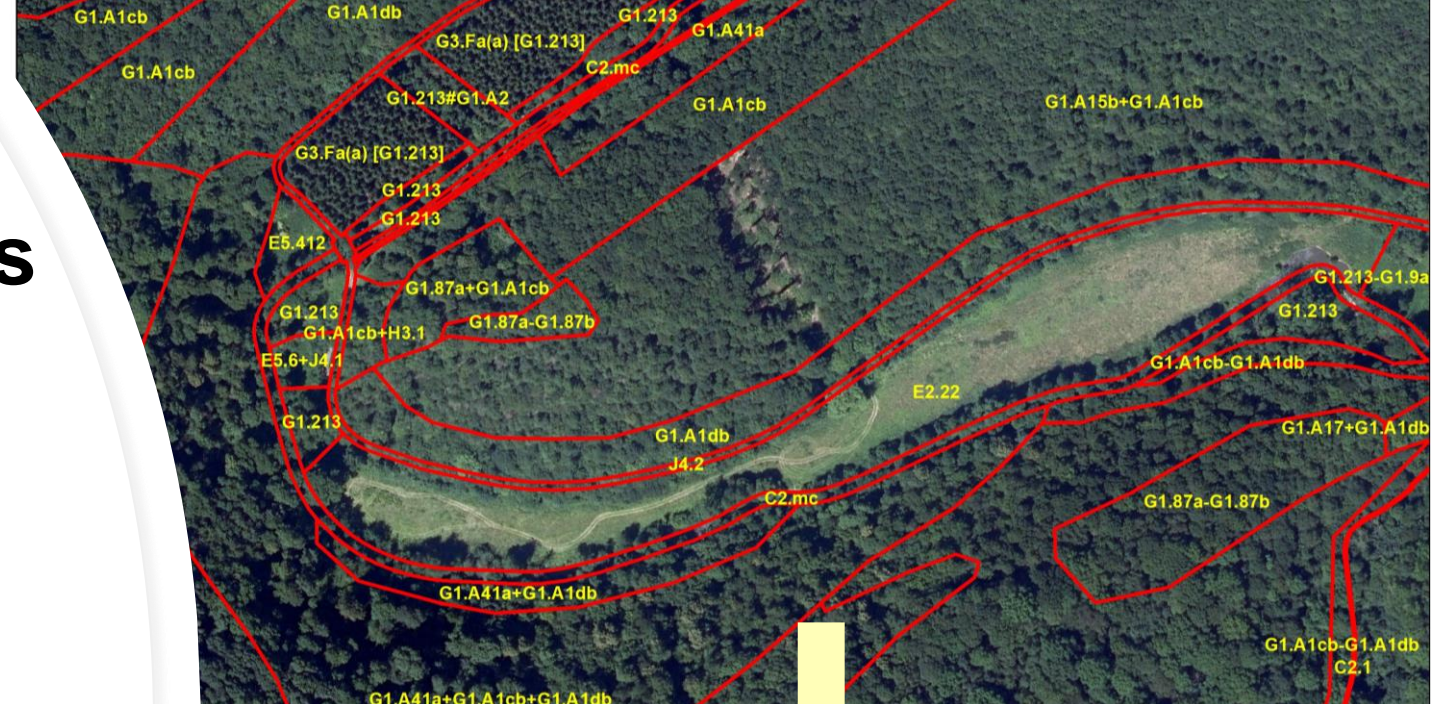 G1.A1cb
G1.A1db
G1.213
G1.A41a
G3.Fa(a) [G1.213]
C2.mc
G1.A1cb
G1.213#G1.A2
G1.A1cb
G1.A15b+G1.A1cb
G3.Fa(a) [G1.213]
G1.213
G1.213
E5.412
s
G1.213-G1.9a
G1.87a+G1.A1cb
G1.213
G1.213
G1.87a-G1.87b
G1.A1cb+H3.1
E5.6+J4.1
G1.A1cb-G1.A1db
E2.22
G1.213
G1.A17+G1.A1db
G1.A1db
J4.2
C2.mc
G1.87a-G1.87b
G1.A41a+G1.A1db
G1.A1cb-G1.A1db
C2.1
G1.A41a+G1.A1cb+G1.A1db